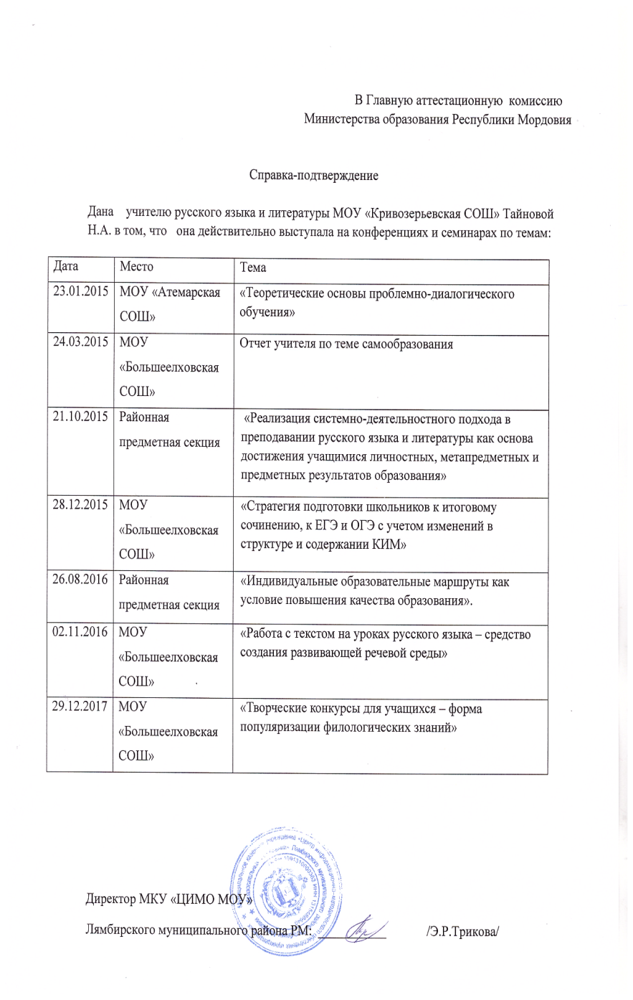 В Главную аттестационную комиссию
Министерства образования Республики Мордовия
Справка-подтверждение
Дана учителю русского языка и литературы МОУ «Кривозерьевская СОШ» Тайновой
Н.А. в том, что она действительно выступала на конференциях и семинарах по темам:
Дата Место Тема
23.01.2015 МОУ «Атемарская «Теоретические основы проблемно-диалогического
СОШ» обучения»
24.03.2015 МОУ Отчет учителя по теме самообразования
«Большеелховская
СОШ»
21.10.2015 Районная «Реализация системно-деятельностного подхода в
предметная секция преподавании русского языка и литературы как основа
достижения учащимися личностных, метапредметных и
предметных результатов образования»
28.12.2015 МОУ «Стратегия подготовки школьников к итоговому
«Большеелховская сочинению, к ЕГЭ и ОГЭ с учетом изменений в
СОШ» структуре и содержании КИМ»
26.08.2016 Районная «Индивидуальные образовательные маршруты как
предметная секция условие повышения качества образования».
02.11.2016 МОУ «Работа с текстом на уроках русского языка – средство
«Большеелховская создания развивающей речевой среды»
СОШ»
29.12.2017 МОУ «Творческие конкурсы для учащихся – форма
«Большеелховская популяризации филологических знаний»
СОШ»
Директор МКУ «ЦИМО МОУ»
Лямбирского муниципального района РМ: /Э.Р.Трикова/